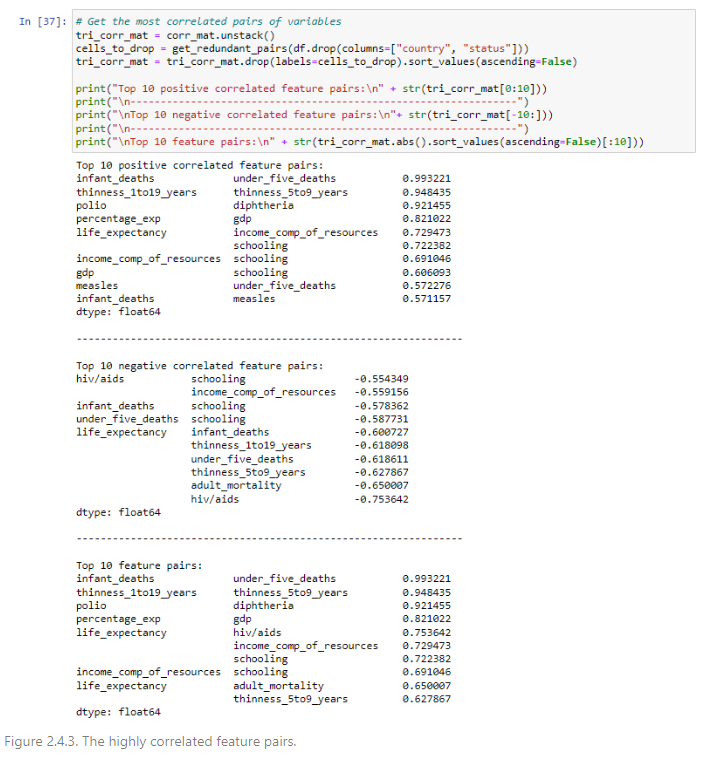 In [37]: # Get the most correlated pairs of variables
tri_corr_mat = corr_mat.unstack()
cells_to_drop = get_redundant_pairs(df.drop(columns=["country", "status"]))
tri_corr_mat = tri_corr_mat.drop(labels=cells_to_drop).sort_values(ascending=False)

print("Top 10 positive correlated feature pairs:\n" + str(tri_corr_mat[0:10]))
print("\n-----------------------------------------------------------")
print("\nTop 10 negative correlated feature pairs:\n"+ str(tri_corr_mat[-10:]))
print("\n-----------------------------------------------------------")
print("\nTop 10 feature pairs:\n" + str(tri_corr_mat.abs().sort_values(ascending=False)[:10]))
Top 10 positive correlated feature pairs:
infant_deaths under_five_deaths 0.993221
thinness_1to19_years thinness_5to9_years 0.948435
polio diphtheria 0.921455
percentage_exp gdp 0.821022
life_expectancy income_comp_of_resources 0.729473
schooling 0.722382
income_comp_of_resources schooling 0.691046
gdp schooling 0.606093
measles under_five_deaths 0.572276
infant_deaths measles 0.571157
dtype: float64

-----------------------------------------------------------

Top 10 negative correlated feature pairs:
hiv/aids schooling -0.554349
income_comp_of_resources -0.559156
infant_deaths schooling -0.578362
under_five_deaths schooling -0.587731
life_expectancy infant_deaths -0.600727
thinness_1to19_years -0.618098
under_five_deaths -0.618611
thinness_5to9_years -0.627867
adult_mortality -0.650007
hiv/aids -0.753642
dtype: float64

-----------------------------------------------------------

Top 10 feature pairs:
infant_deaths under_five_deaths 0.993221
thinness_1to19_years thinness_5to9_years 0.948435
polio diphtheria 0.921455
percentage_exp gdp 0.821022
life_expectancy hiv/aids 0.753642
income_comp_of_resources 0.729473
schooling 0.722382
income_comp_of_resources schooling 0.691046
life_expectancy adult_mortality 0.650007
thinness_5to9_years 0.627867
dtype: float64
Figure 2.4.3. The highly correlated feature pairs.